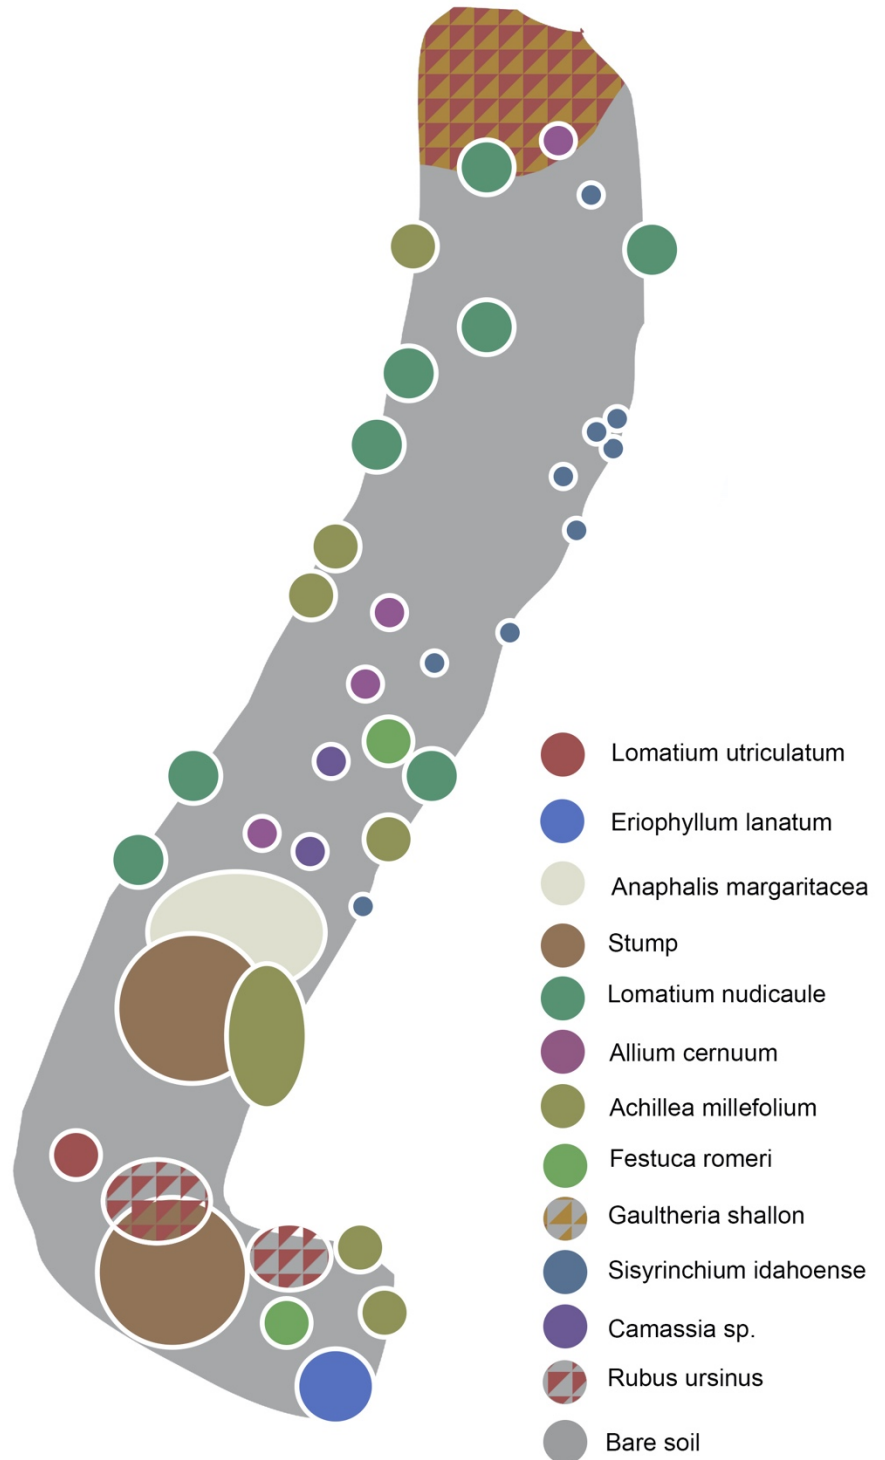 Lomatium utriculatum
Eriophyllum lanatum
Anaphalis margaritacea
Stump
Lomatium nudicaule
Allium cernuum
Achillea millefolium
Festuca romeri
Gaultheria shallon
Sisyrinchium idahoense
Camassia sp.
Rubus ursinus
Bare soil